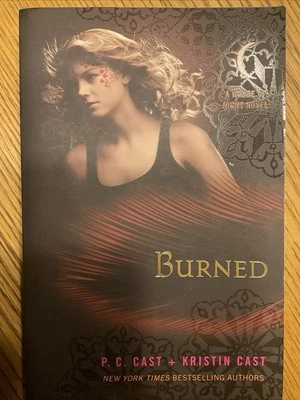 A HOUSE OF
NIGHT NOVEL
BURNED
P. C. CAST + KRISTIN CAST
NEW YORK TIMES BESTSELLING AUTHORS